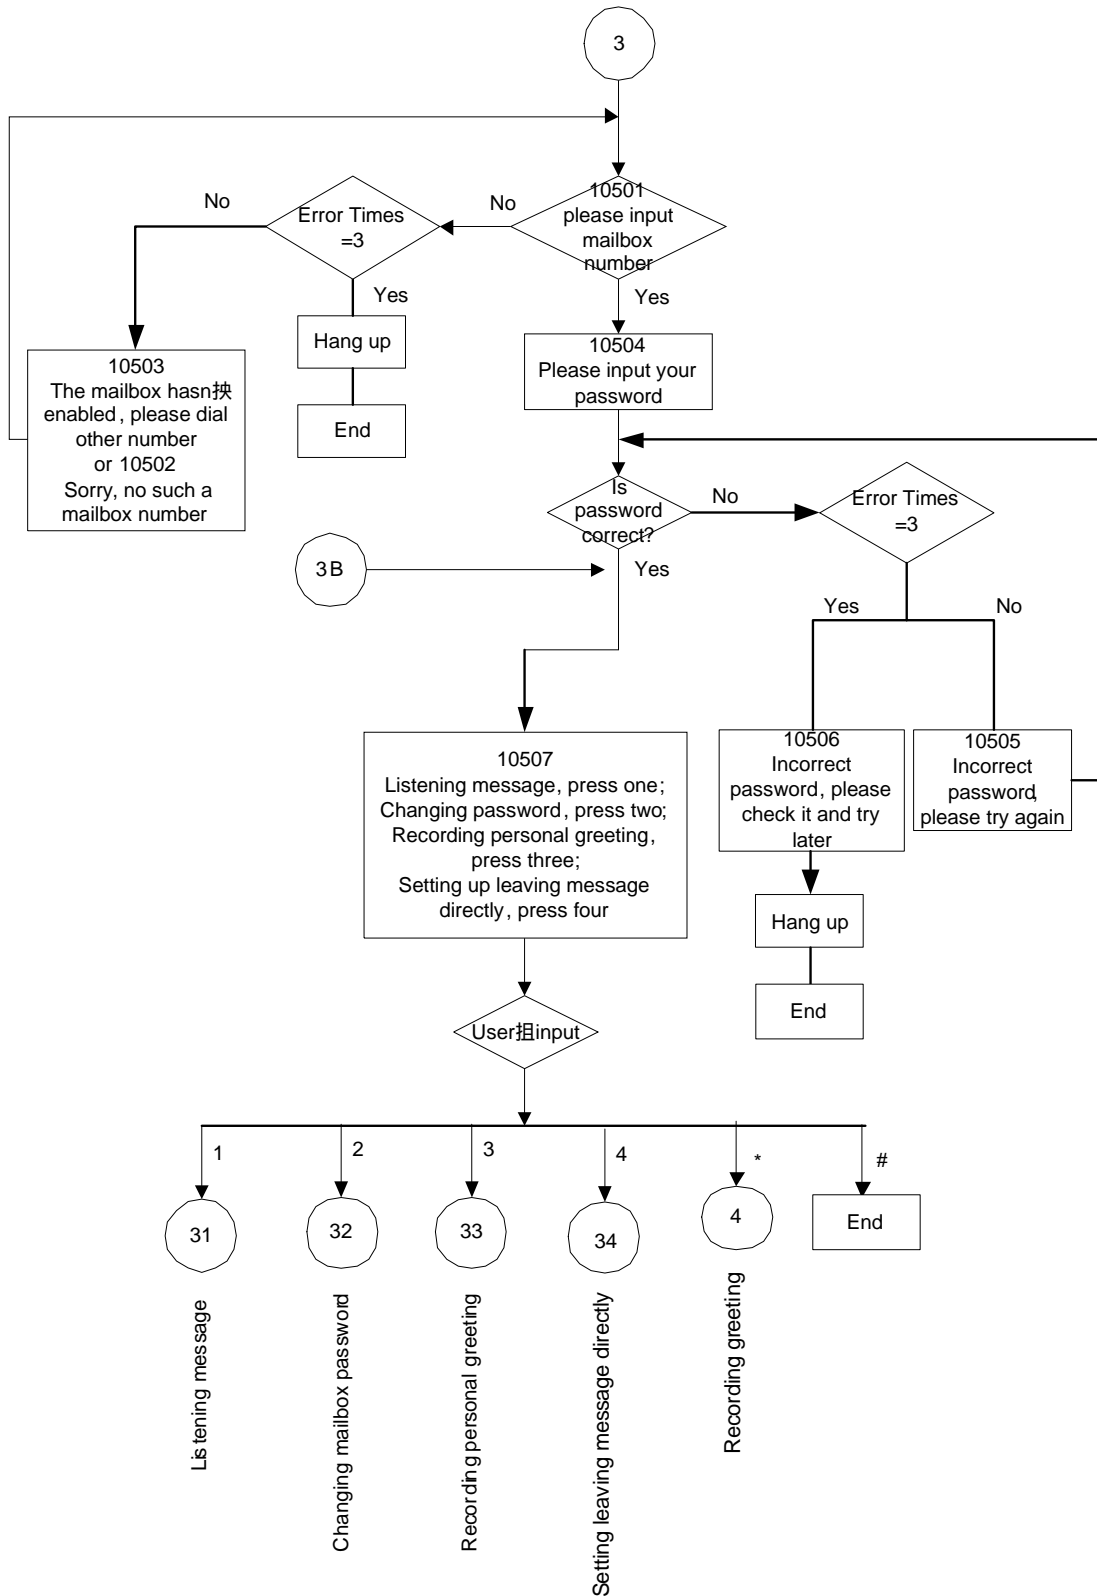 3
10501
please input
mailbox
number
No
Error Times
=3
No
Yes
Yes
Hang up
End
10503
The mailbox hasn抰
enabled, please dial
other number
or 10502
Sorry, no such a
mailbox number
10504
Please input your
password
Is
password
correct?
No
Error Times
=3
Yes
3B
Yes
No
10506
Incorrect
password, please
check it and try
later
10505
Incorrect
password,
please try again
Hang up
End
10507
Listening message, press one;
Changing password, press two;
Recording personal greeting,
press three;
Setting up leaving message
directly, press four
User抯input
1
2
3
4
*
#
31
32
33
34
4
End
Listening message
Changing mailbox password
Recording personal greeting
Setting leaving message directly
Recording greeting